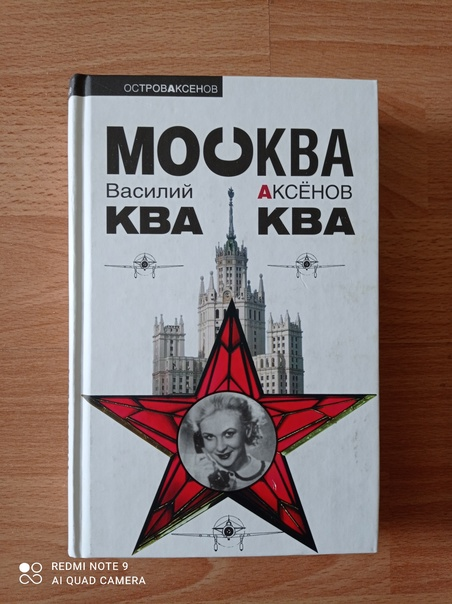 ОСТРОВАКСЕНОВ
МОСКВА
Василий АКСЁНОВ
КВА КВА
REDMI NOTE 9
AI QUAD CAMERA